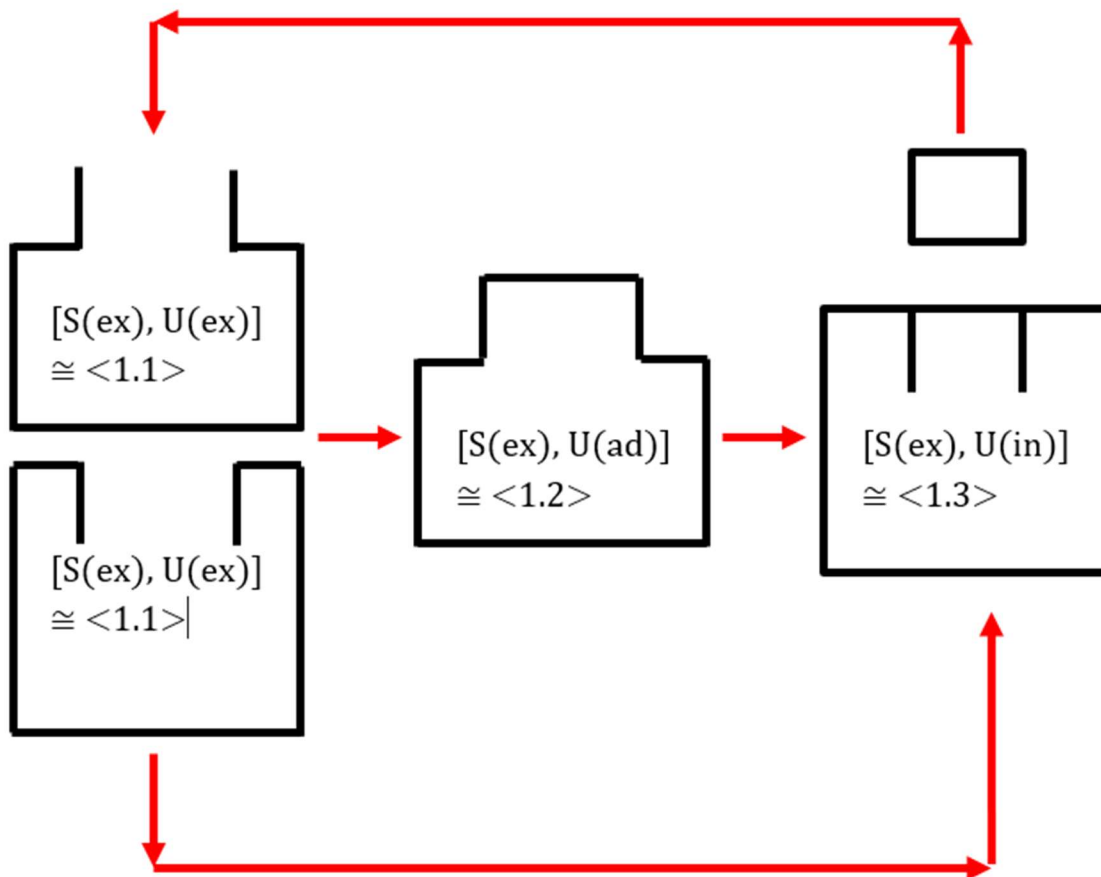 [S(ex), U(ex)]
≅ <1.1>
[S(ex), U(ex)]
≅ <1.1>
[S(ex), U(ad)]
≅ <1.2>
[S(ex), U(in)]
≅ <1.3>